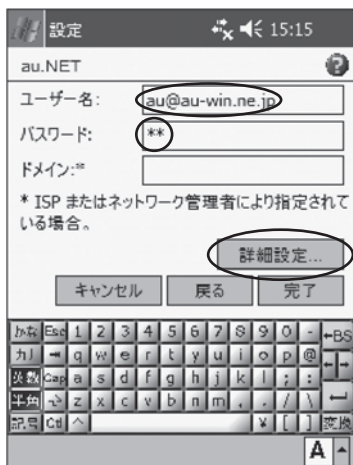 設定 15:15
au.NET
ユーザー名: au@au-win.ne.jp
パスワード: **
ドメイン:*
* ISP またはネットワーク管理者により指定されて
いる場合。
詳細設定...
キャンセル 戻る 完了
かな Esc 1 2 3 4 5 6 7 8 9 0 - ←BS
カﾅ q w e r t y u i o p @
英数 Cap a s d f g h j k l ; :
半角 z x c v b n m , . / \
記号 Ctl ^ ¥ [ ] 変換
A